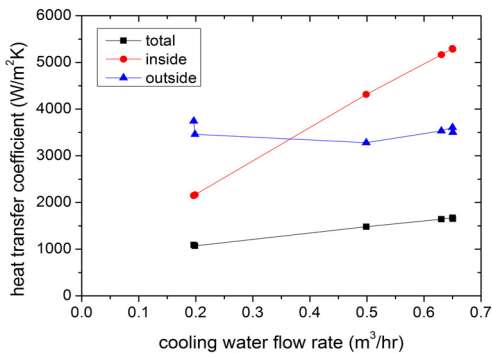 total
inside
outside
6000
5000
4000
3000
2000
1000
0
heat transfer coefficient (W/m²K)
0.0 0.1 0.2 0.3 0.4 0.5 0.6 0.7
cooling water flow rate (m³/hr)